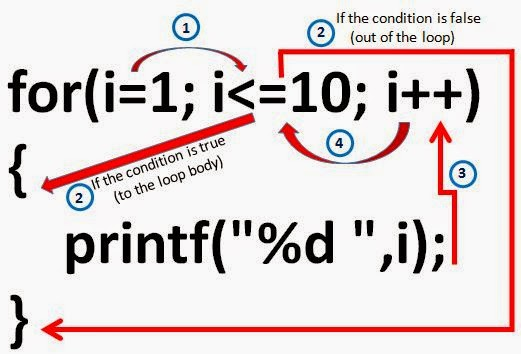 1
2
If the condition is false
(out of the loop)
for(i=1; i<=10; i++)
4
{
2
If the condition is true
(to the loop body)
3
printf("%d ",i);
}